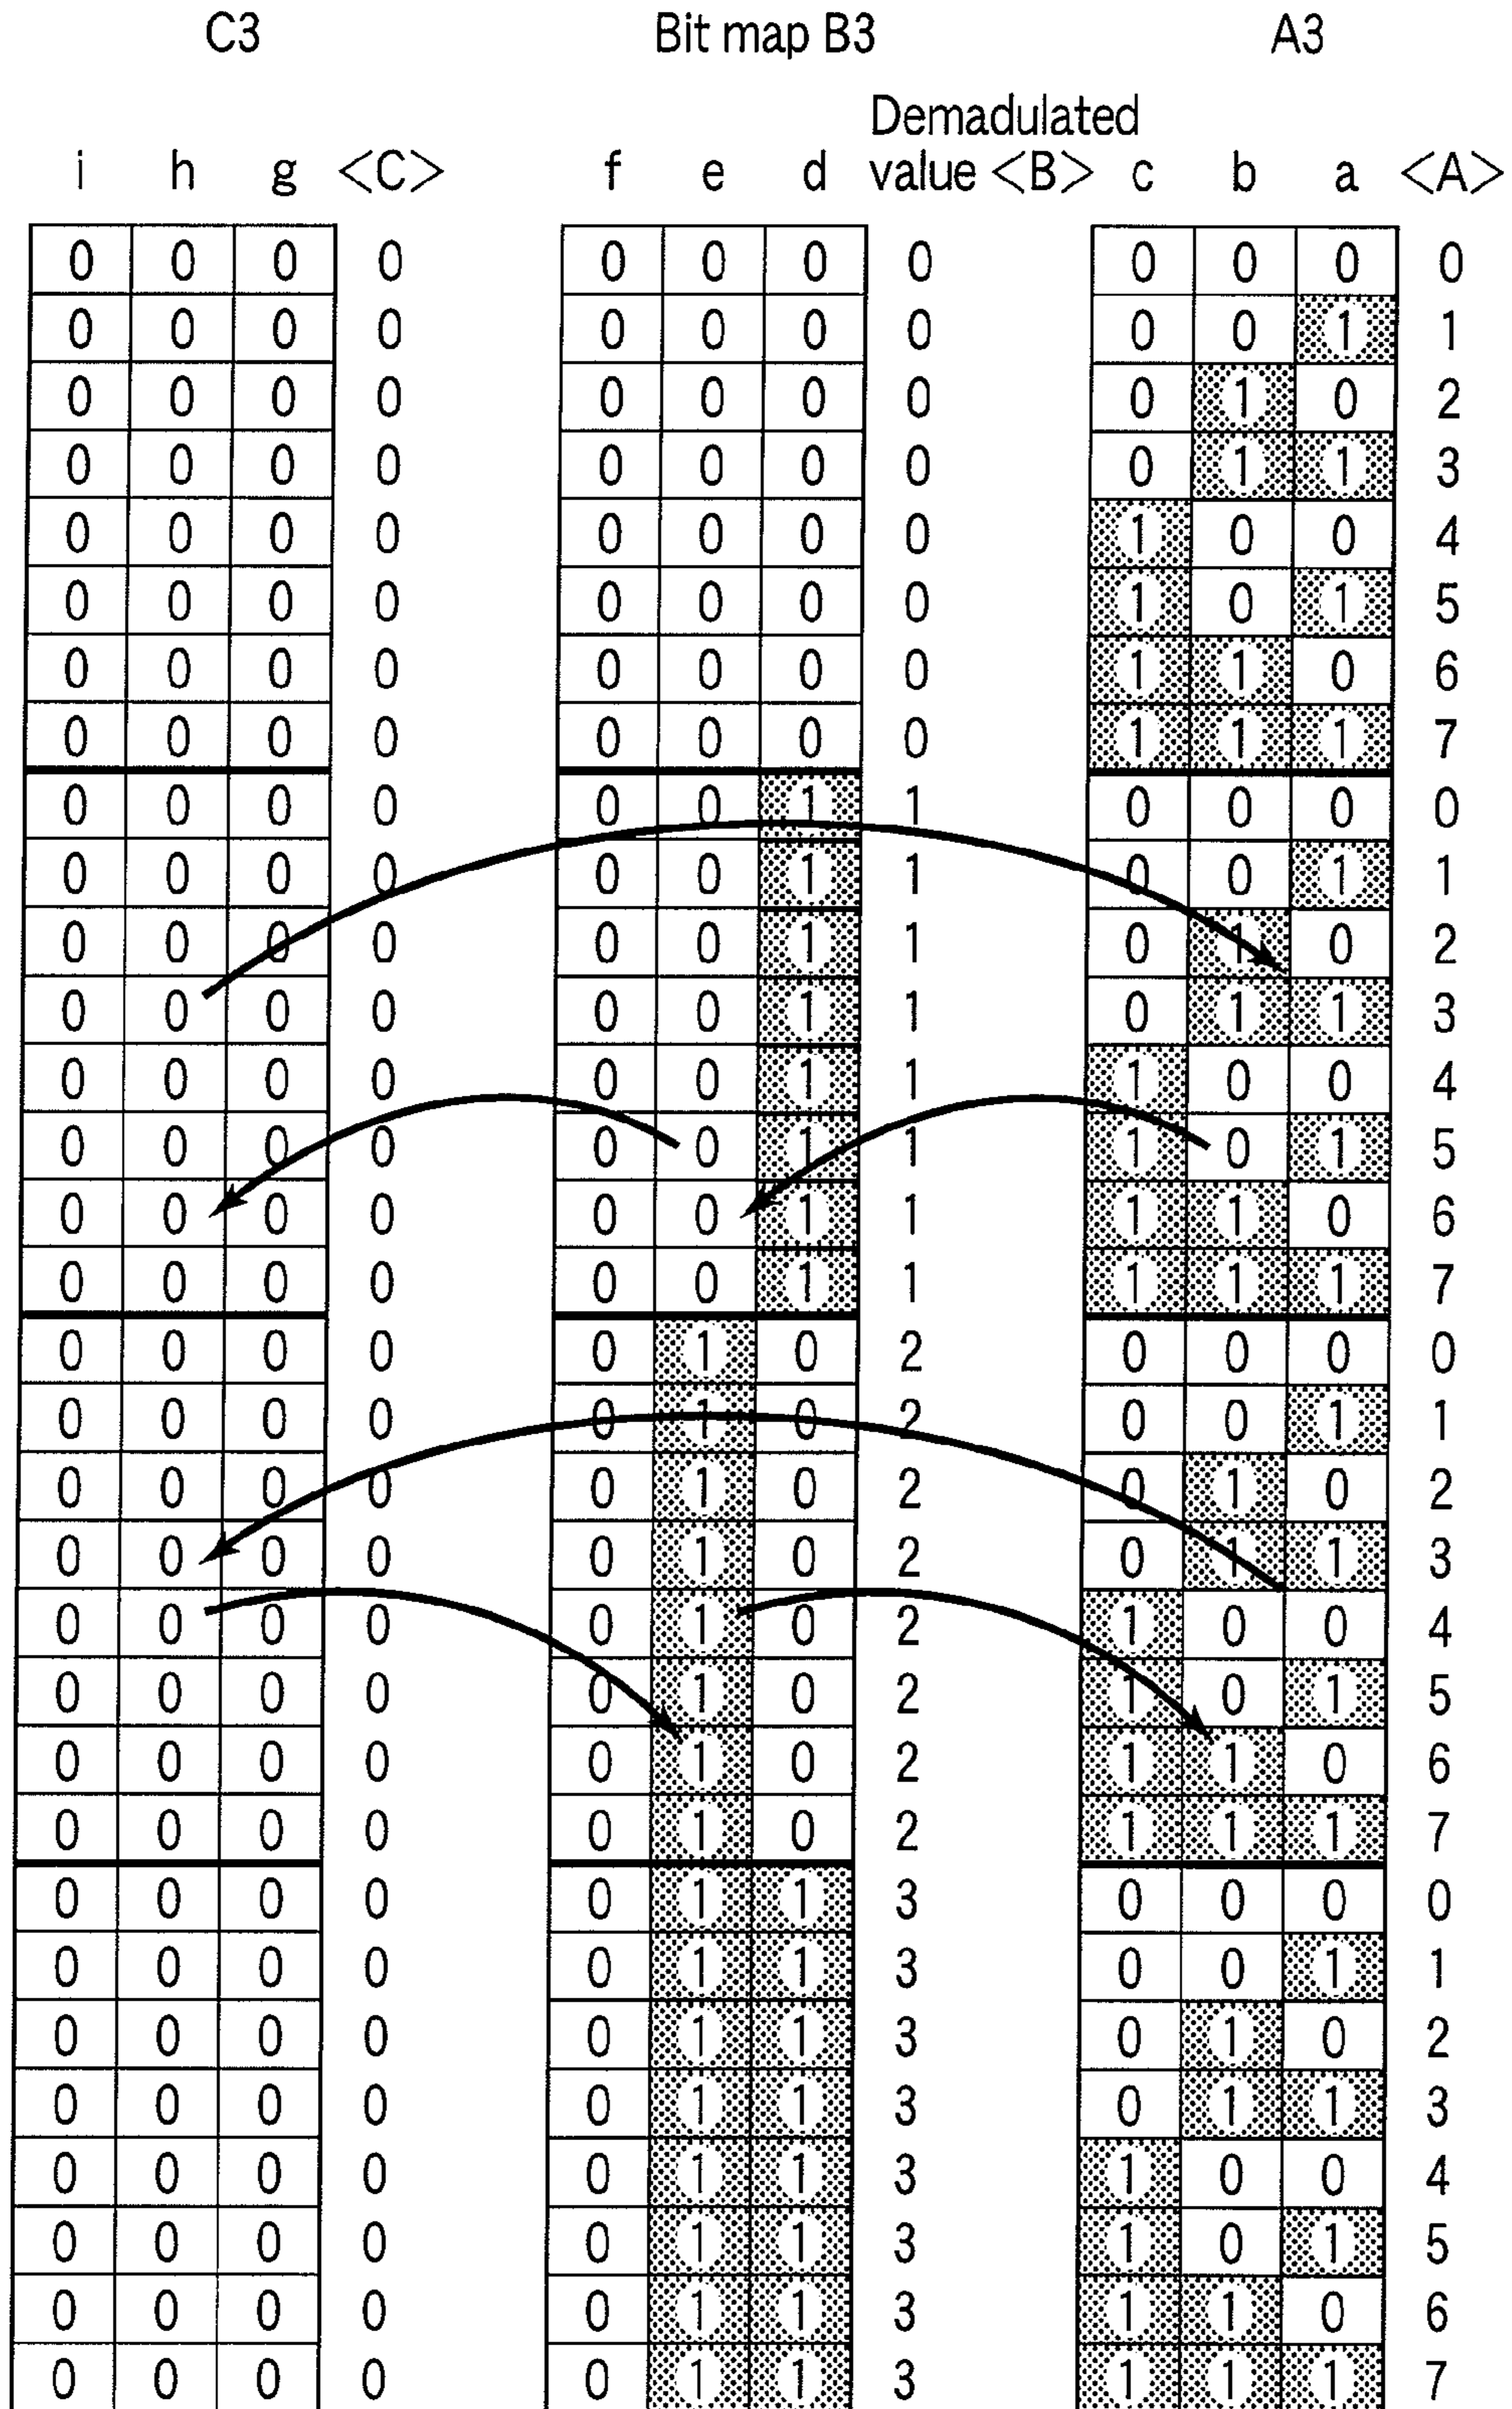 C3 Bit map B3 A3
Demadulated
i h g <C> f e d value <B> c b a <A>
0 0 0 0 0 0 0 0 0 0 0 0
0 0 0 0 0 0 0 0 0 0 1 1
0 0 0 0 0 0 0 0 0 1 0 2
0 0 0 0 0 0 0 0 0 1 1 3
0 0 0 0 0 0 0 0 1 0 0 4
0 0 0 0 0 0 0 0 1 0 1 5
0 0 0 0 0 0 0 0 1 1 0 6
0 0 0 0 0 0 0 0 1 1 1 7
0 0 0 0 0 0 1 1 0 0 0 0
0 0 0 0 0 0 1 1 0 0 1 1
0 0 0 0 0 0 1 1 0 1 0 2
0 0 0 0 0 0 1 1 0 1 1 3
0 0 0 0 0 0 1 1 1 0 0 4
0 0 0 0 0 0 1 1 1 0 1 5
0 0 0 0 0 0 1 1 1 1 0 6
0 0 0 0 0 0 1 1 1 1 1 7
0 0 0 0 0 1 0 2 0 0 0 0
0 0 0 0 0 1 0 2 0 0 1 1
0 0 0 0 0 1 0 2 0 1 0 2
0 0 0 0 0 1 0 2 0 1 1 3
0 0 0 0 0 1 0 2 1 0 0 4
0 0 0 0 0 1 0 2 1 0 1 5
0 0 0 0 0 1 0 2 1 1 0 6
0 0 0 0 0 1 0 2 1 1 1 7
0 0 0 0 0 1 1 3 0 0 0 0
0 0 0 0 0 1 1 3 0 0 1 1
0 0 0 0 0 1 1 3 0 1 0 2
0 0 0 0 0 1 1 3 0 1 1 3
0 0 0 0 0 1 1 3 1 0 0 4
0 0 0 0 0 1 1 3 1 0 1 5
0 0 0 0 0 1 1 3 1 1 0 6
0 0 0 0 0 1 1 3 1 1 1 7